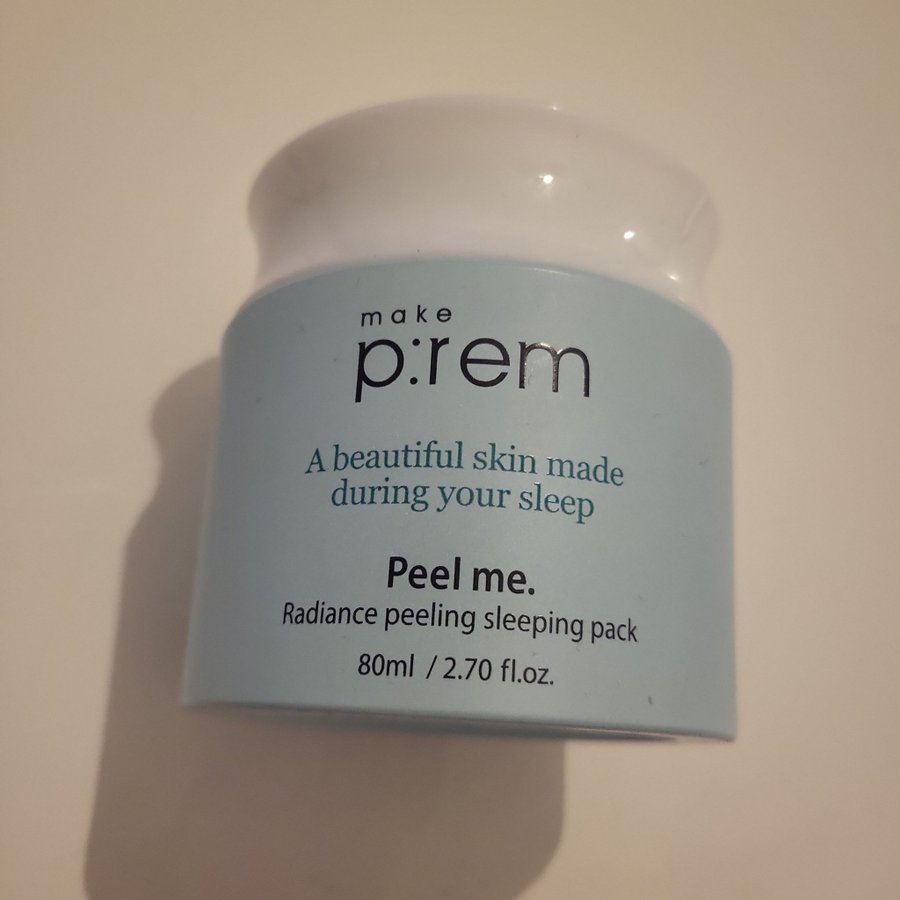 make
p:rem
A beautiful skin made
during your sleep
Peel me.
Radiance peeling sleeping pack
80ml / 2.70 fl.oz.